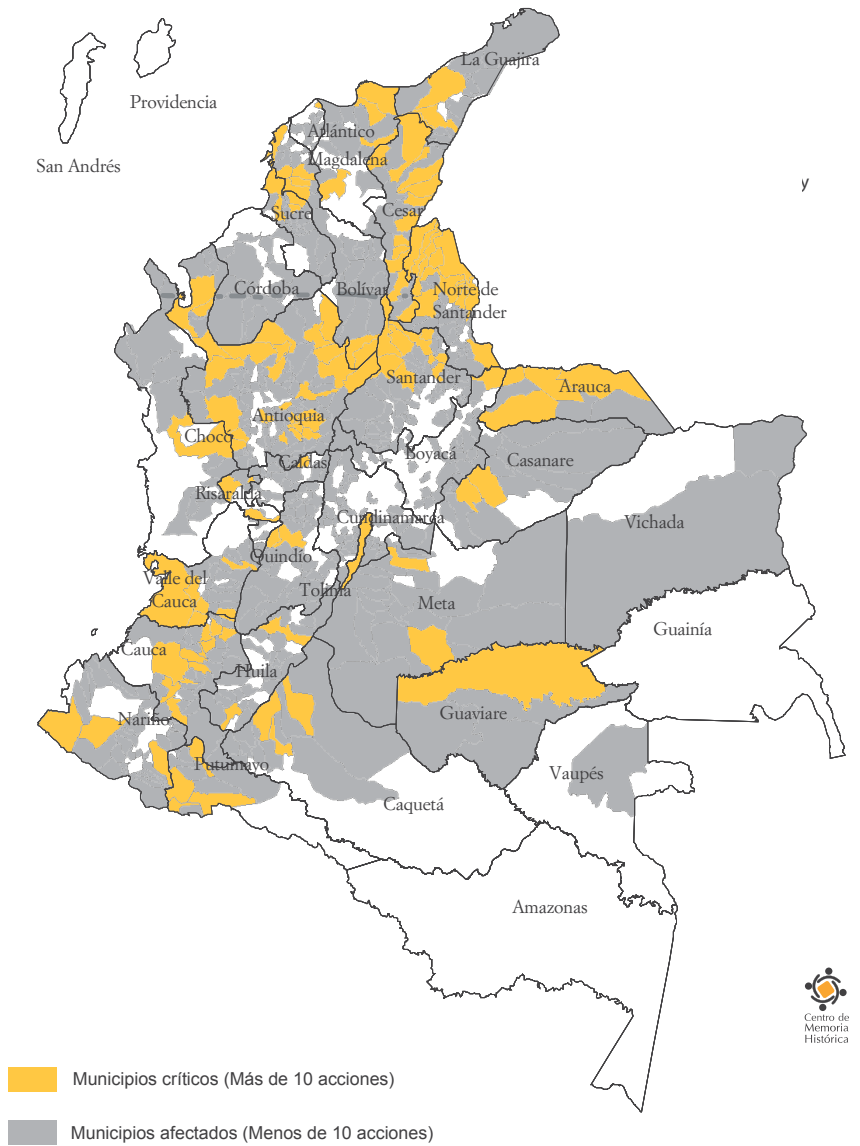 La Guajira
Providencia
Atlántico
Magdalena
San Andrés
y
Cesar
Sucre
Córdoba
Bolívar
Norte de
Santander
Santander
Arauca
Antioquia
Chocó
Boyacá
Caldas
Casanare
Risaralda
Cundinamarca
Vichada
Quindío
Valle del
Cauca
Tolima
Meta
Guainía
Cauca
Huila
Guaviare
Nariño
Putumayo
Vaupés
Caquetá
Amazonas
Centro de
Memoria
Histórica
Municipios críticos (Más de 10 acciones)
Municipios afectados (Menos de 10 acciones)